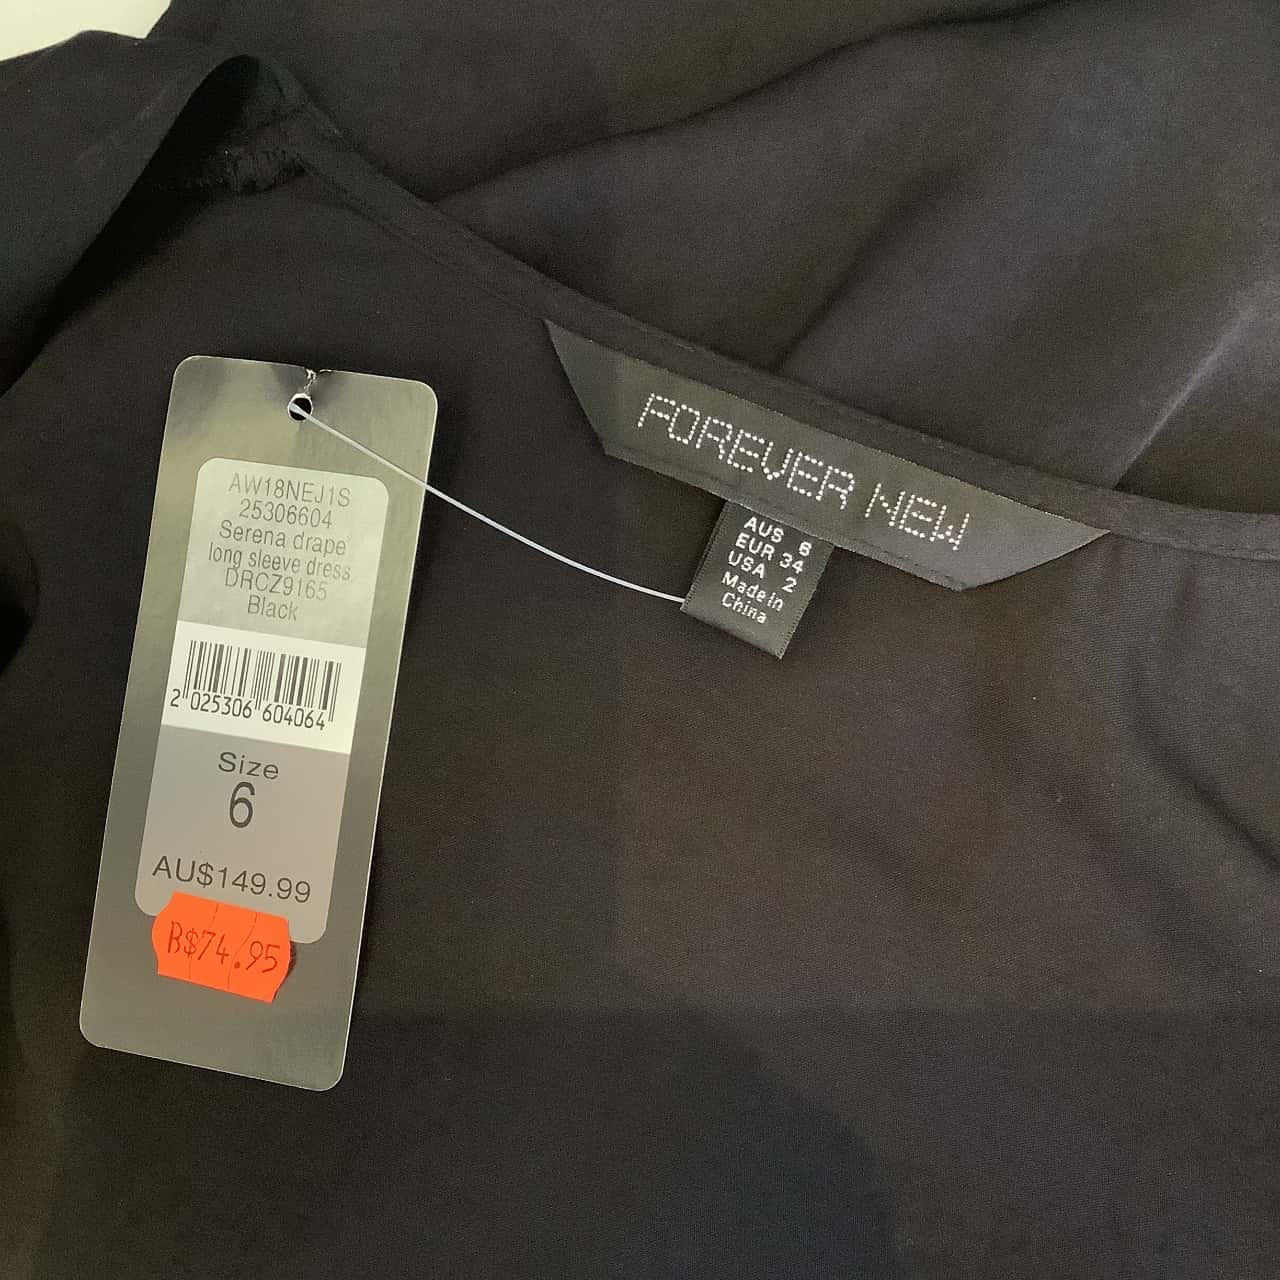 AW18NEJ1S
25306604
Serena drape
long sleeve dress
DRCZ9165
Black
2 025306 604064
Size
6
AU$149.99
B$74.95
FOREVER NEW
AUS 6
EUR 34
USA 2
Made in
China